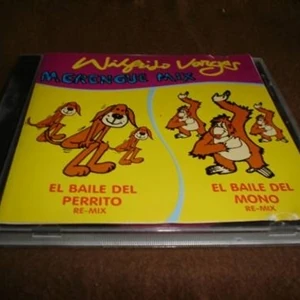 Wilfrido Vargas
MERENGUE MIX
EL BAILE DEL
PERRITO
RE-MIX
EL BAILE DEL
MONO
RE-MIX